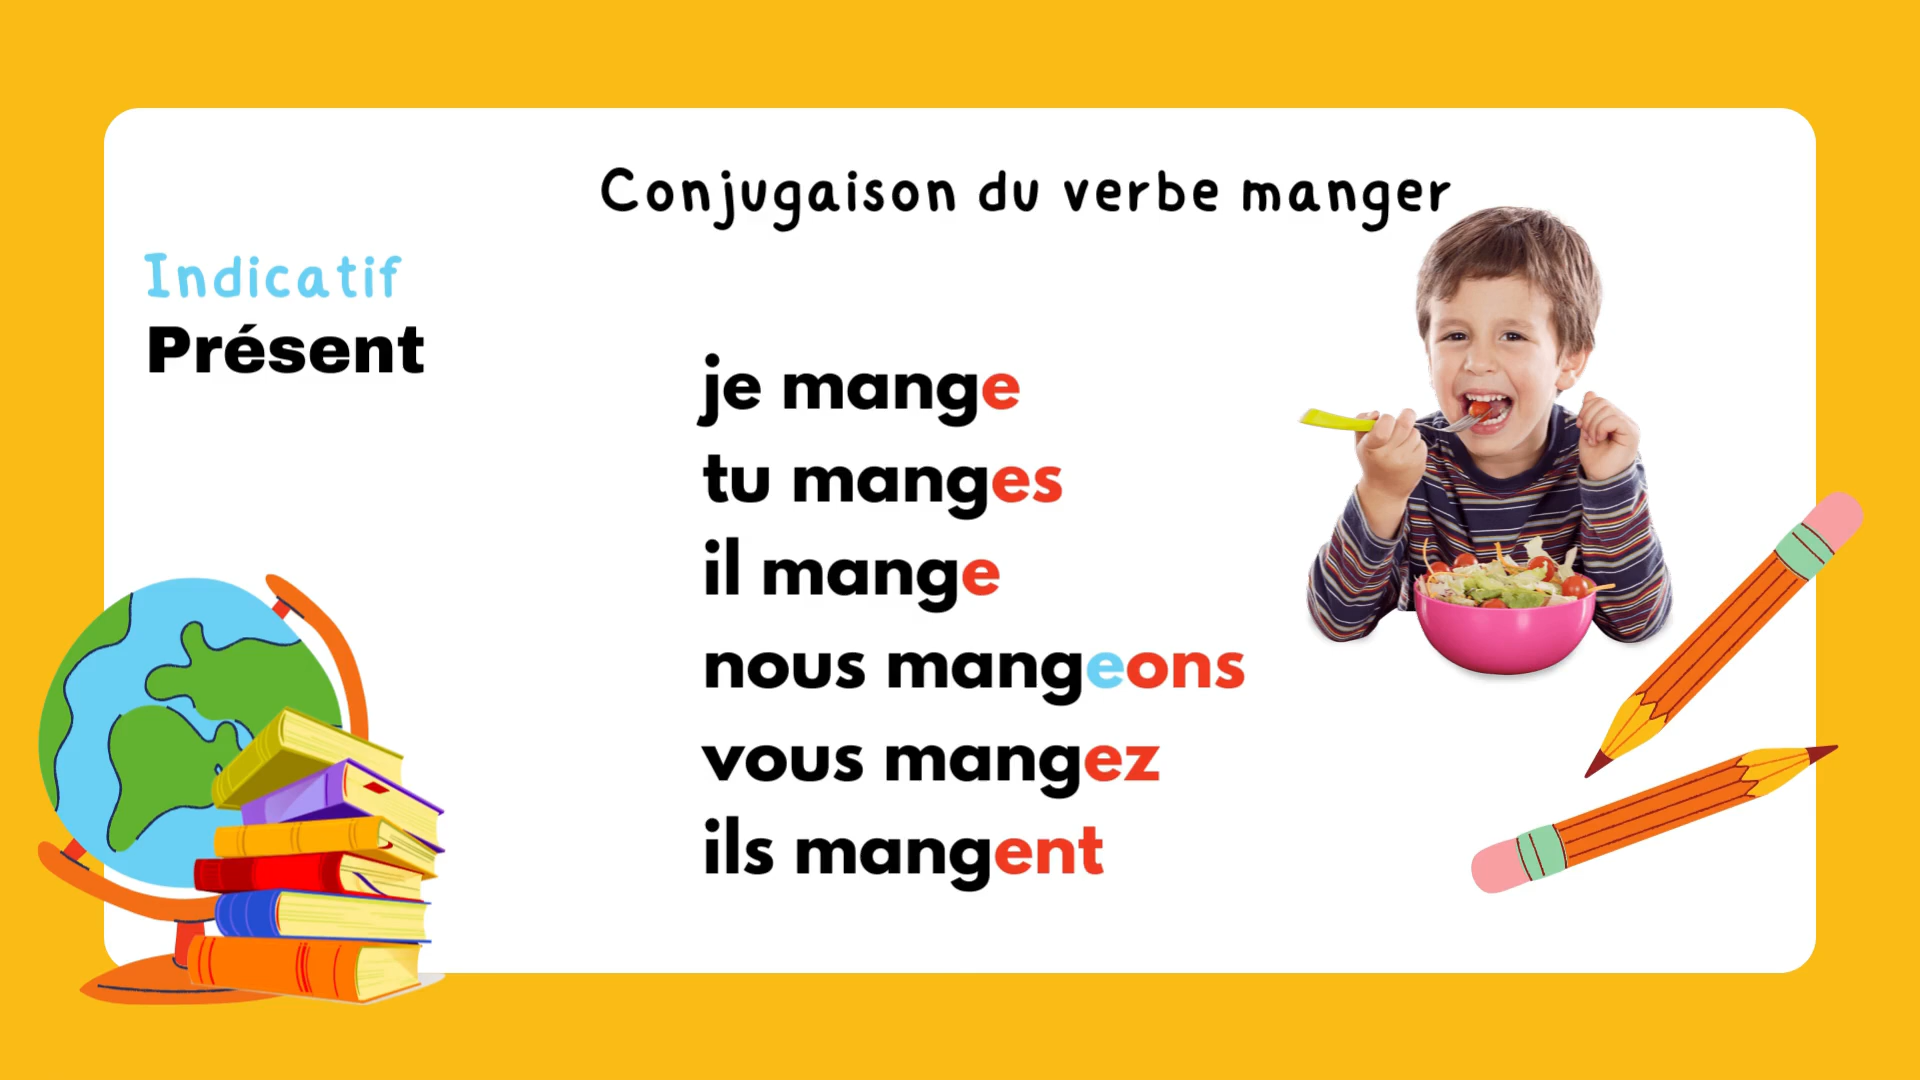 Conjugaison du verbe manger
Indicatif
Présent
je mange
tu manges
il mange
nous mangeons
vous mangez
ils mangent